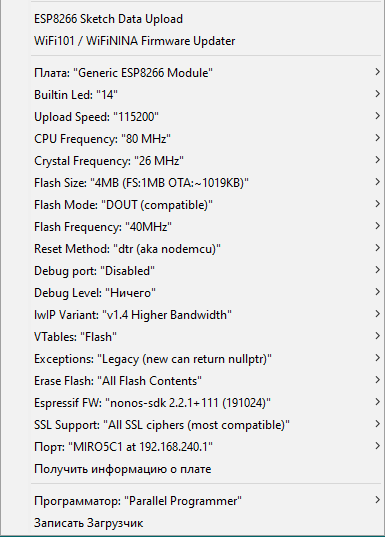 ESP8266 Sketch Data Upload
WiFi101 / WiFiNINA Firmware Updater
Плата: "Generic ESP8266 Module"
Builtin Led: "14"
Upload Speed: "115200"
CPU Frequency: "80 MHz"
Crystal Frequency: "26 MHz"
Flash Size: "4MB (FS:1MB OTA:~1019KB)"
Flash Mode: "DOUT (compatible)"
Flash Frequency: "40MHz"
Reset Method: "dtr (aka nodemcu)"
Debug port: "Disabled"
Debug Level: "Ничего"
lwIP Variant: "v1.4 Higher Bandwidth"
VTables: "Flash"
Exceptions: "Legacy (new can return nullptr)"
Erase Flash: "All Flash Contents"
Espressif FW: "nonos-sdk 2.2.1+111 (191024)"
SSL Support: "All SSL ciphers (most compatible)"
Порт: "MIRO5C1 at 192.168.240.1"
Получить информацию о плате
Программатор: "Parallel Programmer"
Записать Загрузчик